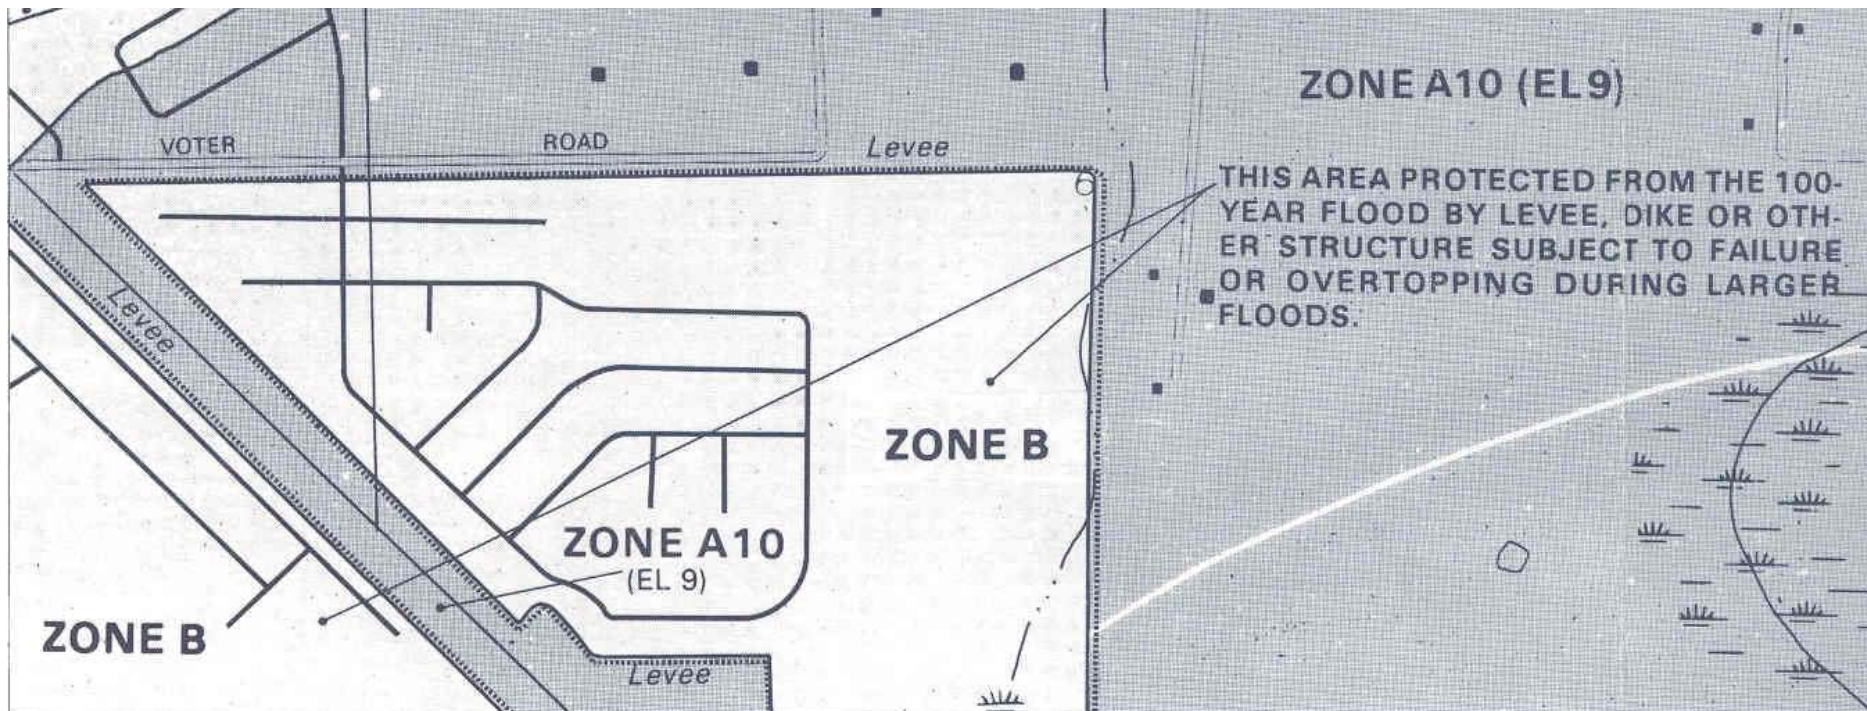 ZONE A10 (EL 9)
VOTER ROAD
Levee
THIS AREA PROTECTED FROM THE 100-
YEAR FLOOD BY LEVEE, DIKE OR OTH-
ER STRUCTURE SUBJECT TO FAILURE
OR OVERTOPPING DURING LARGER
FLOODS.
Levee
ZONE B
ZONE A10
(EL 9)
ZONE B
Levee